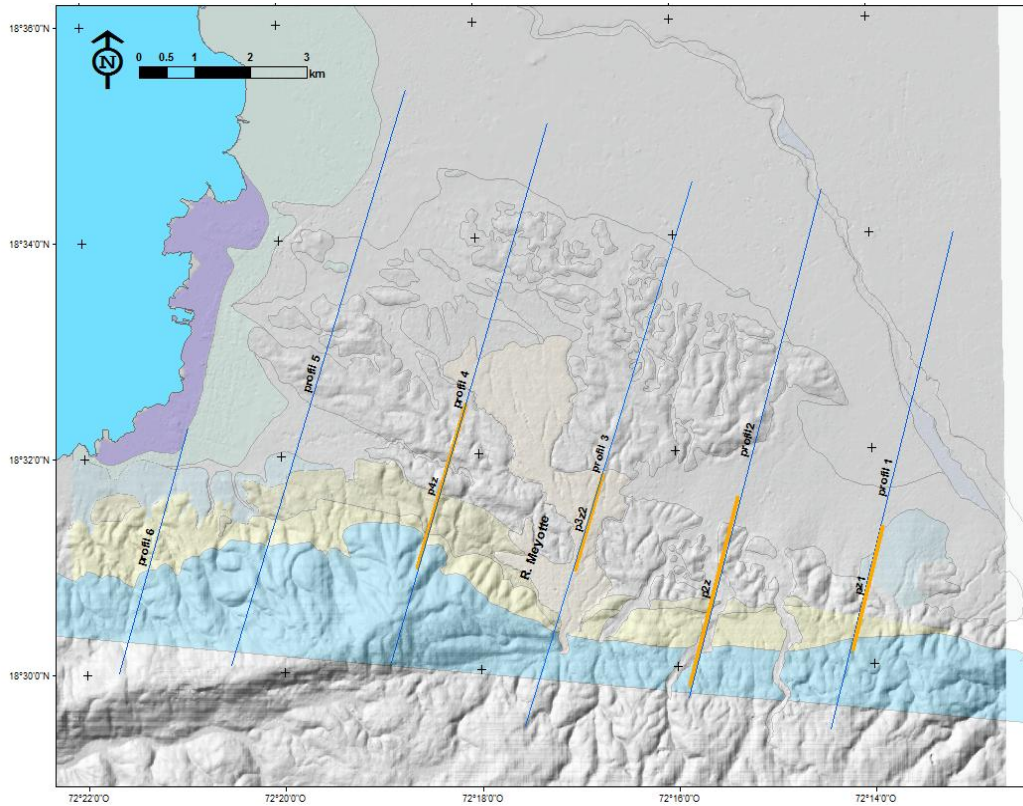 18°36'0"N
N
0 0.5 1 2 3
km
18°34'0"N
profil 5
profil 4
profil 3
profil2
profil 1
18°32'0"N
p4z
p3z2
profil 6
R. Meyotte
p2z
pz1
18°30'0"N
72°22'0"O 72°20'0"O 72°18'0"O 72°16'0"O 72°14'0"O